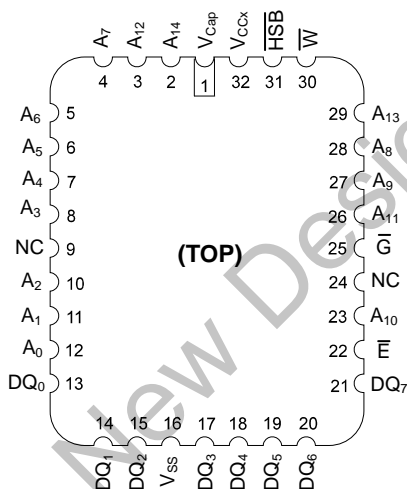 A7 A12 A14 VCap VCCx H̅S̅B̅ W̅
4 3 2 1 32 31 30
A6 5 29 A13
A5 6 28 A8
A4 7 27 A9
A3 8 26 A11
NC 9 (TOP) 25 G̅
A2 10 24 NC
A1 11 23 A10
A0 12 22 E̅
DQ0 13 21 DQ7
14 15 16 17 18 19 20
DQ1 DQ2 VSS DQ3 DQ4 DQ5 DQ6
New Desi